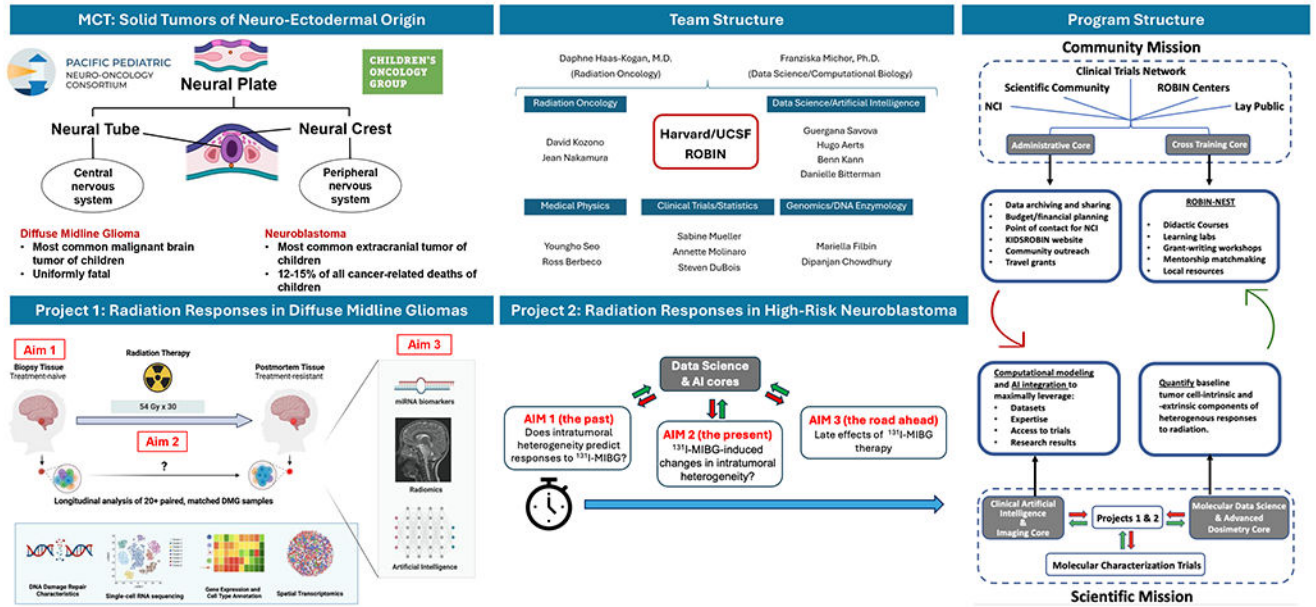 MCT: Solid Tumors of Neuro-Ectodermal Origin
PACIFIC PEDIATRIC
NEURO-ONCOLOGY
CONSORTIUM
CHILDREN'S
ONCOLOGY
GROUP
Neural Plate
Neural Tube
Neural Crest
Central
nervous
system
Peripheral
nervous
system
Diffuse Midline Glioma
• Most common malignant brain
tumor of children
• Uniformly fatal
Neuroblastoma
• Most common extracranial tumor of
children
• 12-15% of all cancer-related deaths of
children
Team Structure
Daphne Haas-Kogan, M.D.
(Radiation Oncology)
Franziska Michor, Ph.D.
(Data Science/Computational Biology)
Radiation Oncology
David Kozono
Jean Nakamura
Harvard/UCSF
ROBIN
Data Science/Artificial Intelligence
Guergana Savova
Hugo Aerts
Benn Kann
Danielle Bitterman
Medical Physics
Youngho Seo
Ross Berbeco
Clinical Trials/Statistics
Sabine Mueller
Annette Molinaro
Steven DuBois
Genomics/DNA Enzymology
Mariella Filbin
Dipanjan Chowdhury
Program Structure
Community Mission
Clinical Trials Network
Scientific Community
ROBIN Centers
NCI
Lay Public
Administrative Core
Cross Training Core
• Data archiving and sharing
• Budget/financial planning
• Point of contact for NCI
• KIDSROBIN website
• Community outreach
• Travel grants
ROBIN-NEST
• Didactic Courses
• Learning labs
• Grant-writing workshops
• Mentorship matchmaking
• Local resources
Computational modeling
and AI integration to
maximally leverage:
• Datasets
• Expertise
• Access to trials
• Research results
Quantify baseline
tumor cell-intrinsic and
-extrinsic components of
heterogenous responses to
radiation.
Clinical Artificial
Intelligence
&
Imaging Core
Projects 1 & 2
Molecular Data Science
& Advanced
Dosimetry Core
Molecular Characterization Trials
Scientific Mission
Project 1: Radiation Responses in Diffuse Midline Gliomas
Aim 1
Biopsy Tissue
Treatment-naive
Radiation Therapy
54 Gy x 30
Postmortem Tissue
Treatment-resistant
Aim 2
?
Longitudinal analysis of 20+ paired, matched DMG samples
DNA Damage Repair
Characteristics
Single-cell RNA sequencing
Gene Expression and
Cell Type Annotation
Spatial Transcriptomics
Aim 3
miRNA biomarkers
Radiomics
Artificial Intelligence
Project 2: Radiation Responses in High-Risk Neuroblastoma
Data Science
& AI cores
AIM 1 (the past)
Does intratumoral
heterogeneity predict
responses to ¹³¹I-MIBG?
AIM 2 (the present)
¹³¹I-MIBG-induced
changes in intratumoral
heterogeneity?
AIM 3 (the road ahead)
Late effects of ¹³¹I-MIBG
therapy